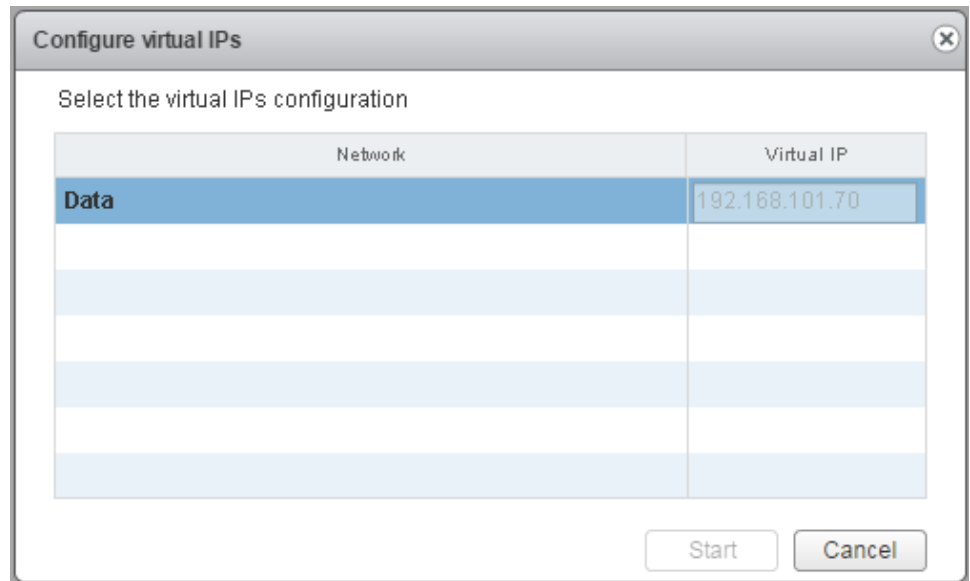 Configure virtual IPs
Select the virtual IPs configuration
Network Virtual IP
Data 192.168.101.70
Start Cancel